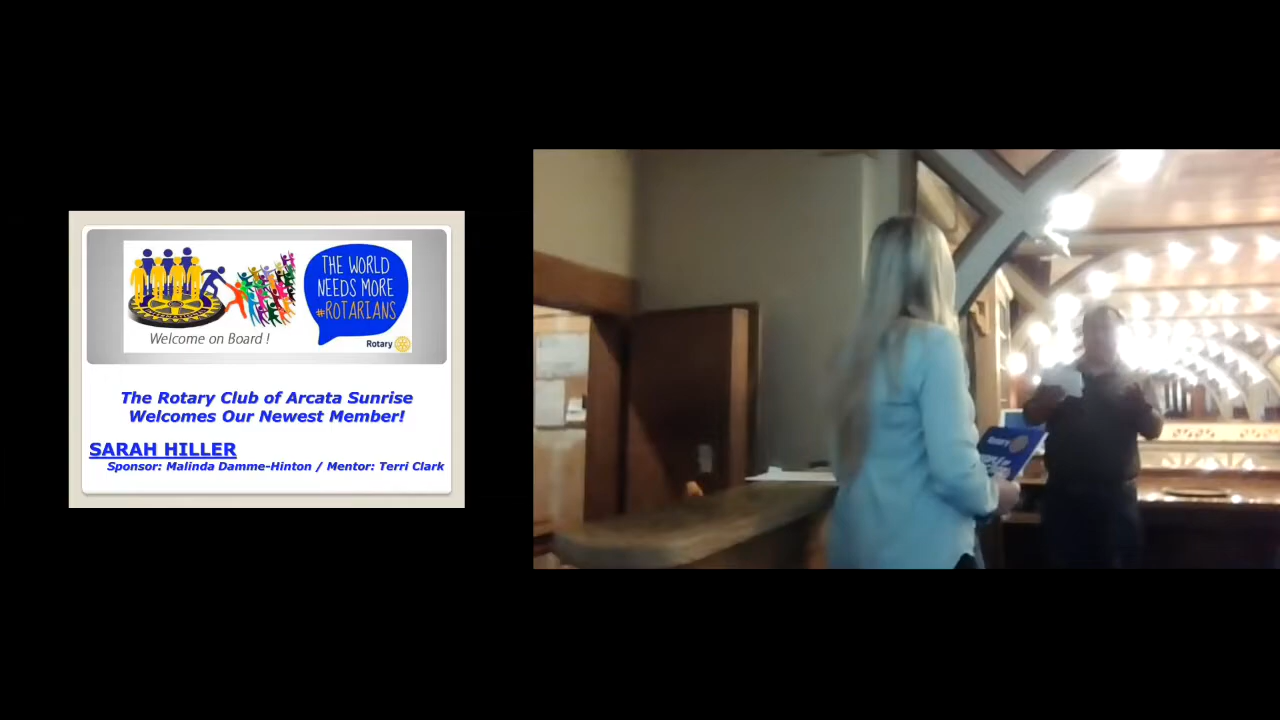 THE WORLD
NEEDS MORE
#ROTARIANS
Welcome on Board !
Rotary
The Rotary Club of Arcata Sunrise
Welcomes Our Newest Member!
SARAH HILLER
Sponsor: Malinda Damme-Hinton / Mentor: Terri Clark
Rotary